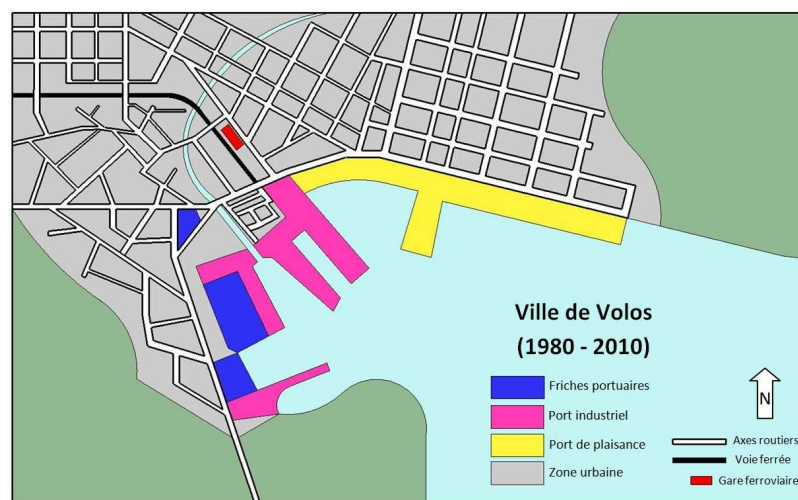 Ville de Volos
(1980 - 2010)
Friches portuaires
Port industriel
Port de plaisance
Zone urbaine
N
Axes routiers
Voie ferrée
Gare ferroviaire